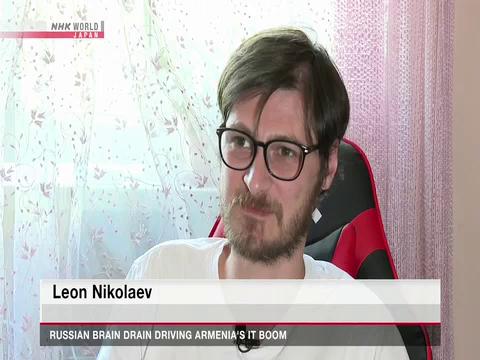 NHK WORLD
JAPAN
Leon Nikolaev
RUSSIAN BRAIN DRAIN DRIVING ARMENIA'S IT BOOM